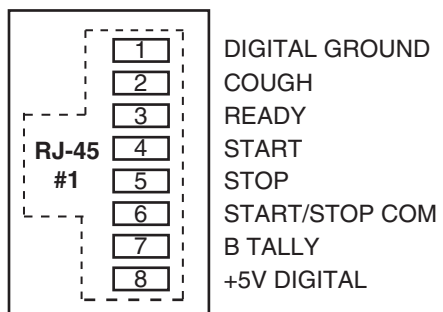 1 DIGITAL GROUND
2 COUGH
3 READY
RJ-45 4 START
#1 5 STOP
6 START/STOP COM
7 B TALLY
8 +5V DIGITAL